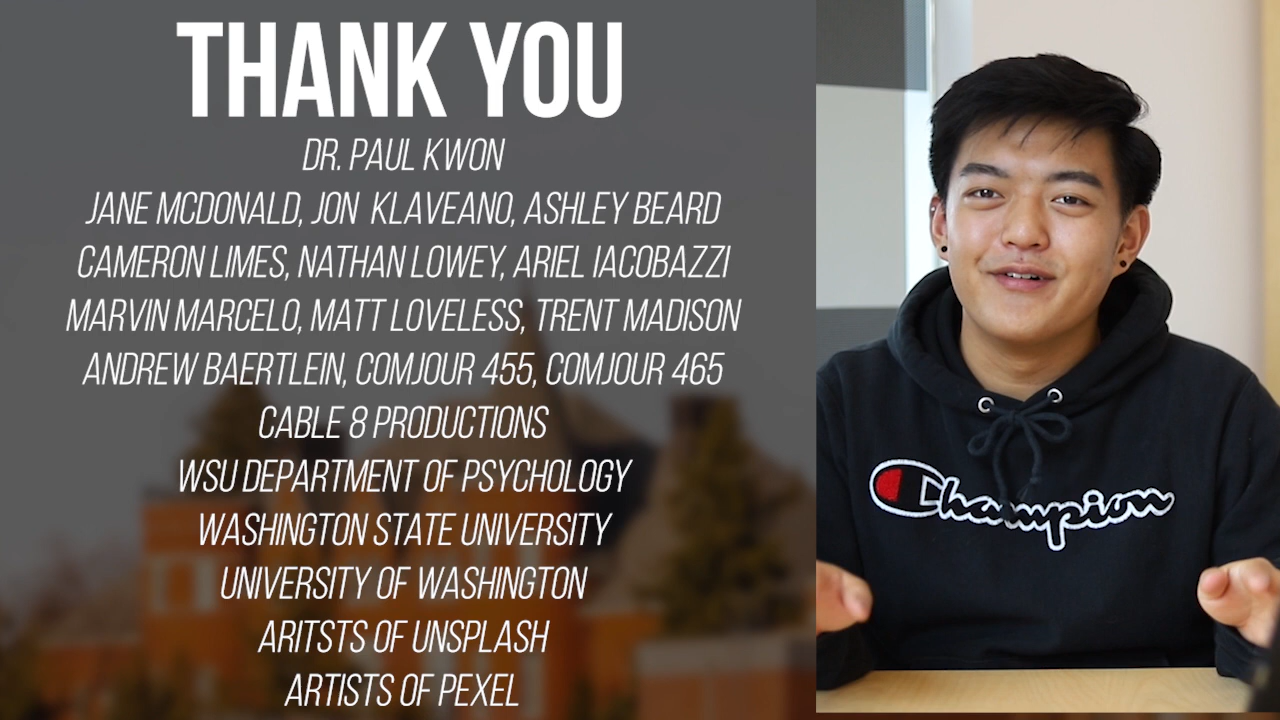 THANK YOU
DR. PAUL KWON
JANE MCDONALD, JON KLAVEANO, ASHLEY BEARD
CAMERON LIMES, NATHAN LOWEY, ARIEL IACOBAZZI
MARVIN MARCELO, MATT LOVELESS, TRENT MADISON
ANDREW BAERTLEIN, COMJOUR 455, COMJOUR 465
CABLE 8 PRODUCTIONS
WSU DEPARTMENT OF PSYCHOLOGY
WASHINGTON STATE UNIVERSITY
UNIVERSITY OF WASHINGTON
ARITSTS OF UNSPLASH
ARTISTS OF PEXEL
Champion